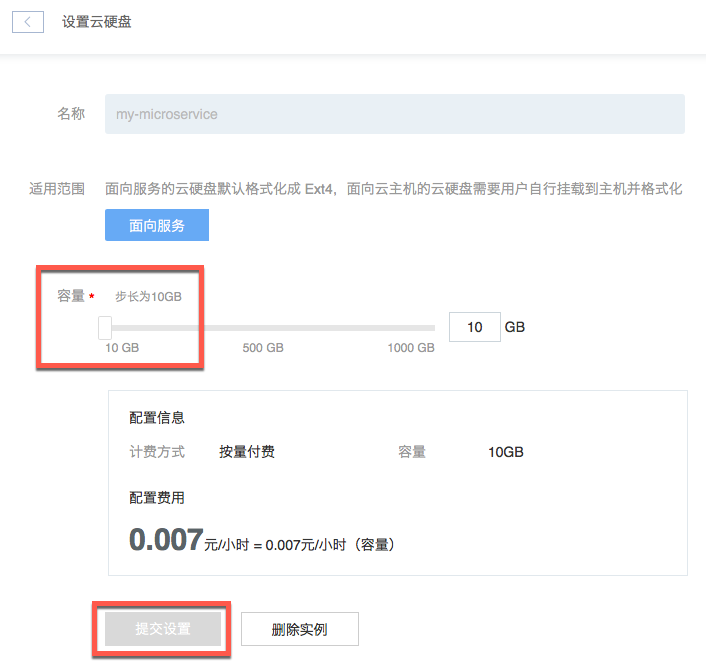 设置云硬盘
名称 my-microservice
适用范围 面向服务的云硬盘默认格式化成 Ext4，面向云主机的云硬盘需要用户自行挂载到主机并格式化
面向服务
容量 * 步长为10GB
10 GB
10 GB 500 GB 1000 GB
配置信息
计费方式 按量付费 容量 10GB
配置费用
0.007元/小时 = 0.007元/小时（容量）
提交设置 删除实例